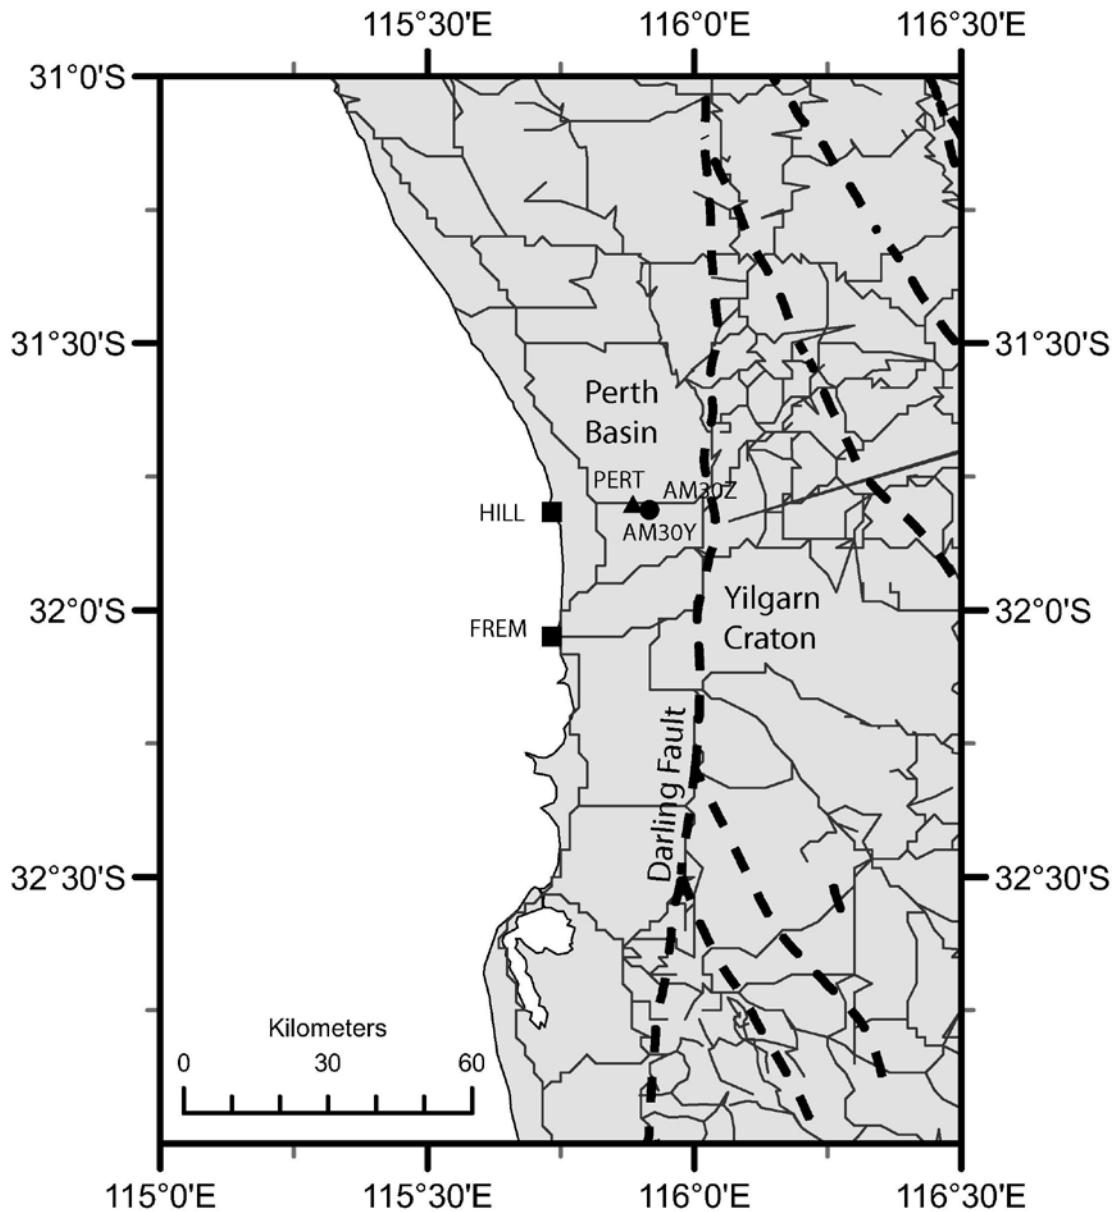 115°30'E
116°0'E
116°30'E
31°0'S
31°30'S
31°30'S
Perth
Basin
PERT
AM30Z
HILL
AM30Y
Yilgarn
Craton
32°0'S
32°0'S
FREM
Darling Fault
32°30'S
32°30'S
Kilometers
0
30
60
115°0'E
115°30'E
116°0'E
116°30'E